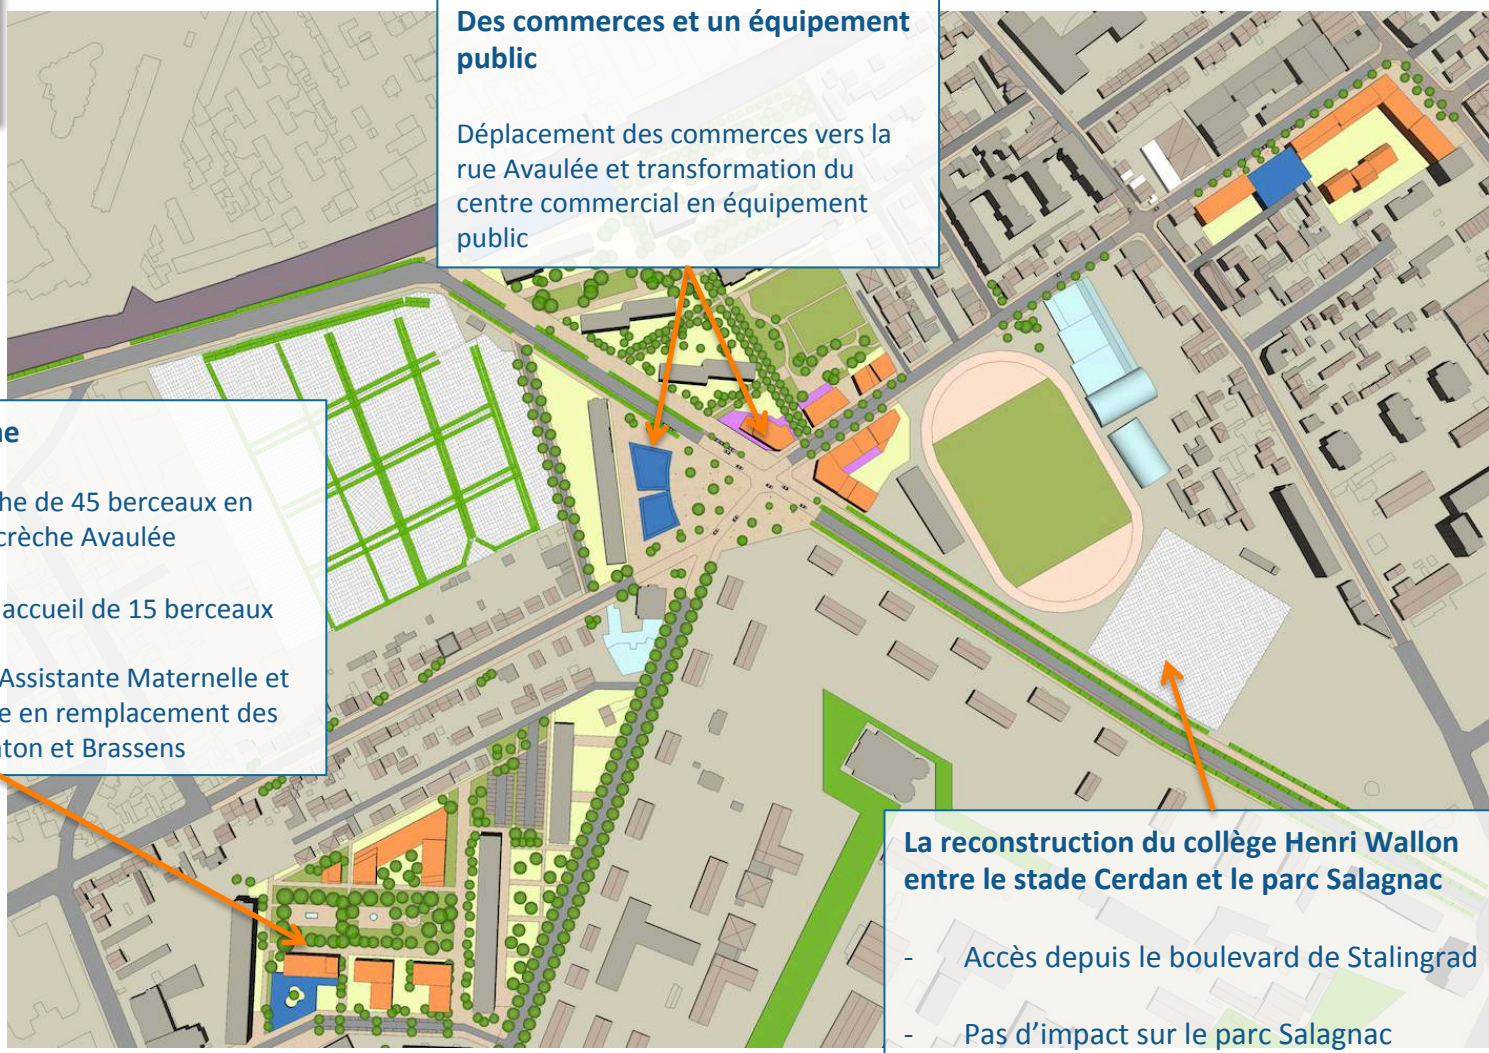 Des commerces et un équipement
public
Déplacement des commerces vers la
rue Avaulée et transformation du
centre commercial en équipement
public
de 45 berceaux en
crèche Avaulée
accueil de 15 berceaux
Assistante Maternelle et
en remplacement des
et Brassens
La reconstruction du collège Henri Wallon
entre le stade Cerdan et le parc Salagnac
- Accès depuis le boulevard de Stalingrad
- Pas d’impact sur le parc Salagnac